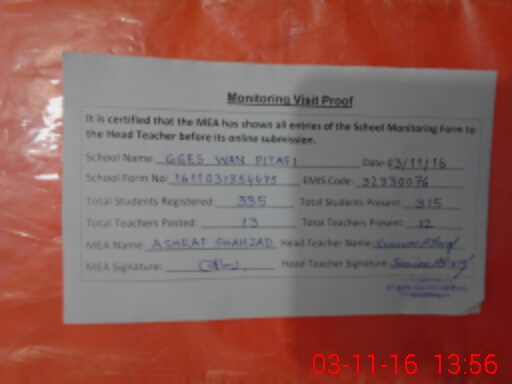 Monitoring Visit Proof
It is certified that the MEA has shown all entries of the School Monitoring Form to
the Head Teacher before its online submission.
School Name: GGES WAN PITAFI Date: 03/11/16
School Form No: EMIS Code: 32330076
Total Students Registered: 335 Total Students Present: 315
Total Teachers Posted: 13 Total Teachers Present: 12
MEA Name: ASHRAF SHAHZAD Head Teacher Name:
MEA Signature: Head Teacher Signature:
03-11-16 13:56